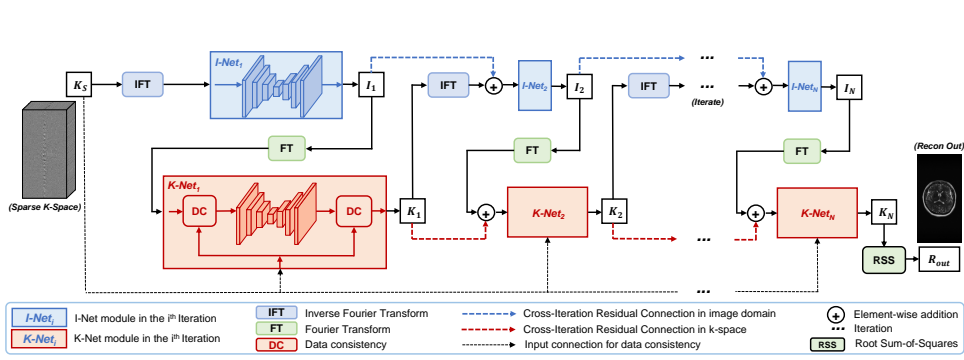 K_S
IFT
I-Net_1
I_1
IFT
I-Net_2
I_2
IFT
...
...
(Iterate)
I-Net_N
I_N
FT
FT
FT
(Recon Out)
(Sparse K-Space)
K-Net_1
DC
DC
K_1
K-Net_2
K_2
...
...
K-Net_N
K_N
RSS
R_out
I-Net_i I-Net module in the i^th Iteration
K-Net_i K-Net module in the i^th Iteration
IFT Inverse Fourier Transform
FT Fourier Transform
DC Data consistency
Cross-Iteration Residual Connection in image domain
Cross-Iteration Residual Connection in k-space
Input connection for data consistency
+ Element-wise addition
... Iteration
RSS Root Sum-of-Squares